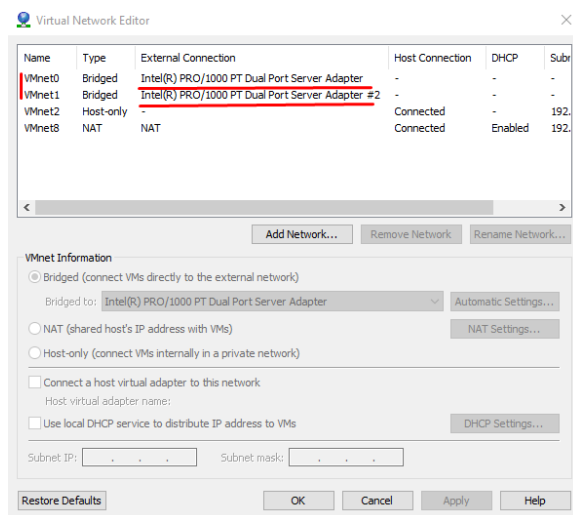 Virtual Network Editor
Name Type External Connection Host Connection DHCP Subr
VMnet0 Bridged Intel(R) PRO/1000 PT Dual Port Server Adapter - - -
VMnet1 Bridged Intel(R) PRO/1000 PT Dual Port Server Adapter #2 - - -
VMnet2 Host-only - Connected - 192.
VMnet8 NAT NAT Connected Enabled 192.
Add Network... Remove Network Rename Network...
VMnet Information
Bridged (connect VMs directly to the external network)
Bridged to: Intel(R) PRO/1000 PT Dual Port Server Adapter Automatic Settings...
NAT (shared host's IP address with VMs) NAT Settings...
Host-only (connect VMs internally in a private network)
Connect a host virtual adapter to this network
Host virtual adapter name:
Use local DHCP service to distribute IP address to VMs DHCP Settings...
Subnet IP: . . . Subnet mask: . . .
Restore Defaults OK Cancel Apply Help